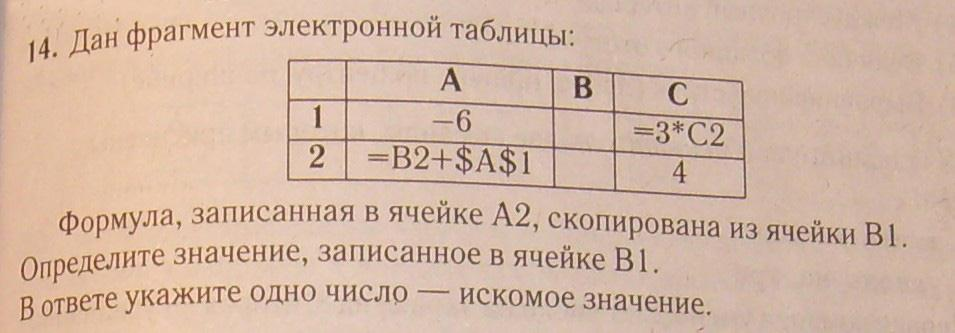 14. Дан фрагмент электронной таблицы:
A B C
1 −6 =3*C2
2 =B2+$A$1 4
Формула, записанная в ячейке A2, скопирована из ячейки B1.
Определите значение, записанное в ячейке B1.
В ответе укажите одно число — искомое значение.